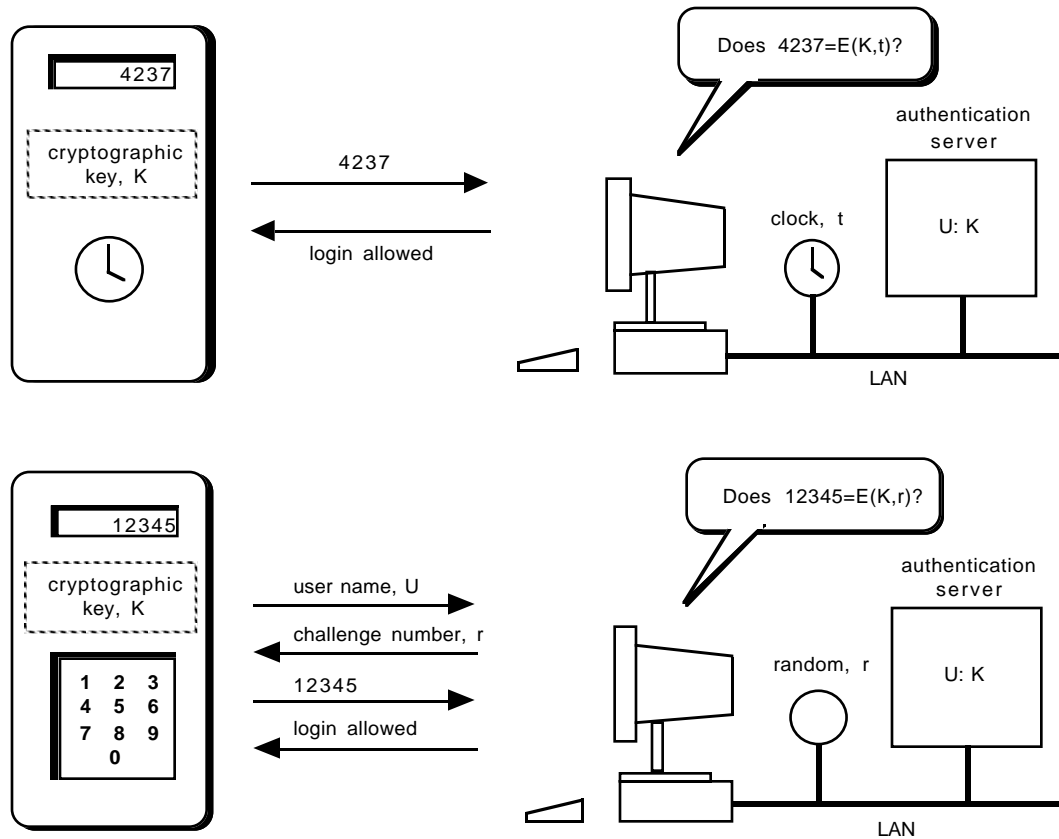 4237
cryptographic
key, K
4237
login allowed
Does 4237=E(K,t)?
authentication
server
clock, t
U: K
LAN
12345
cryptographic
key, K
1 2 3
4 5 6
7 8 9
0
user name, U
challenge number, r
12345
login allowed
Does 12345=E(K,r)?
authentication
server
random, r
U: K
LAN